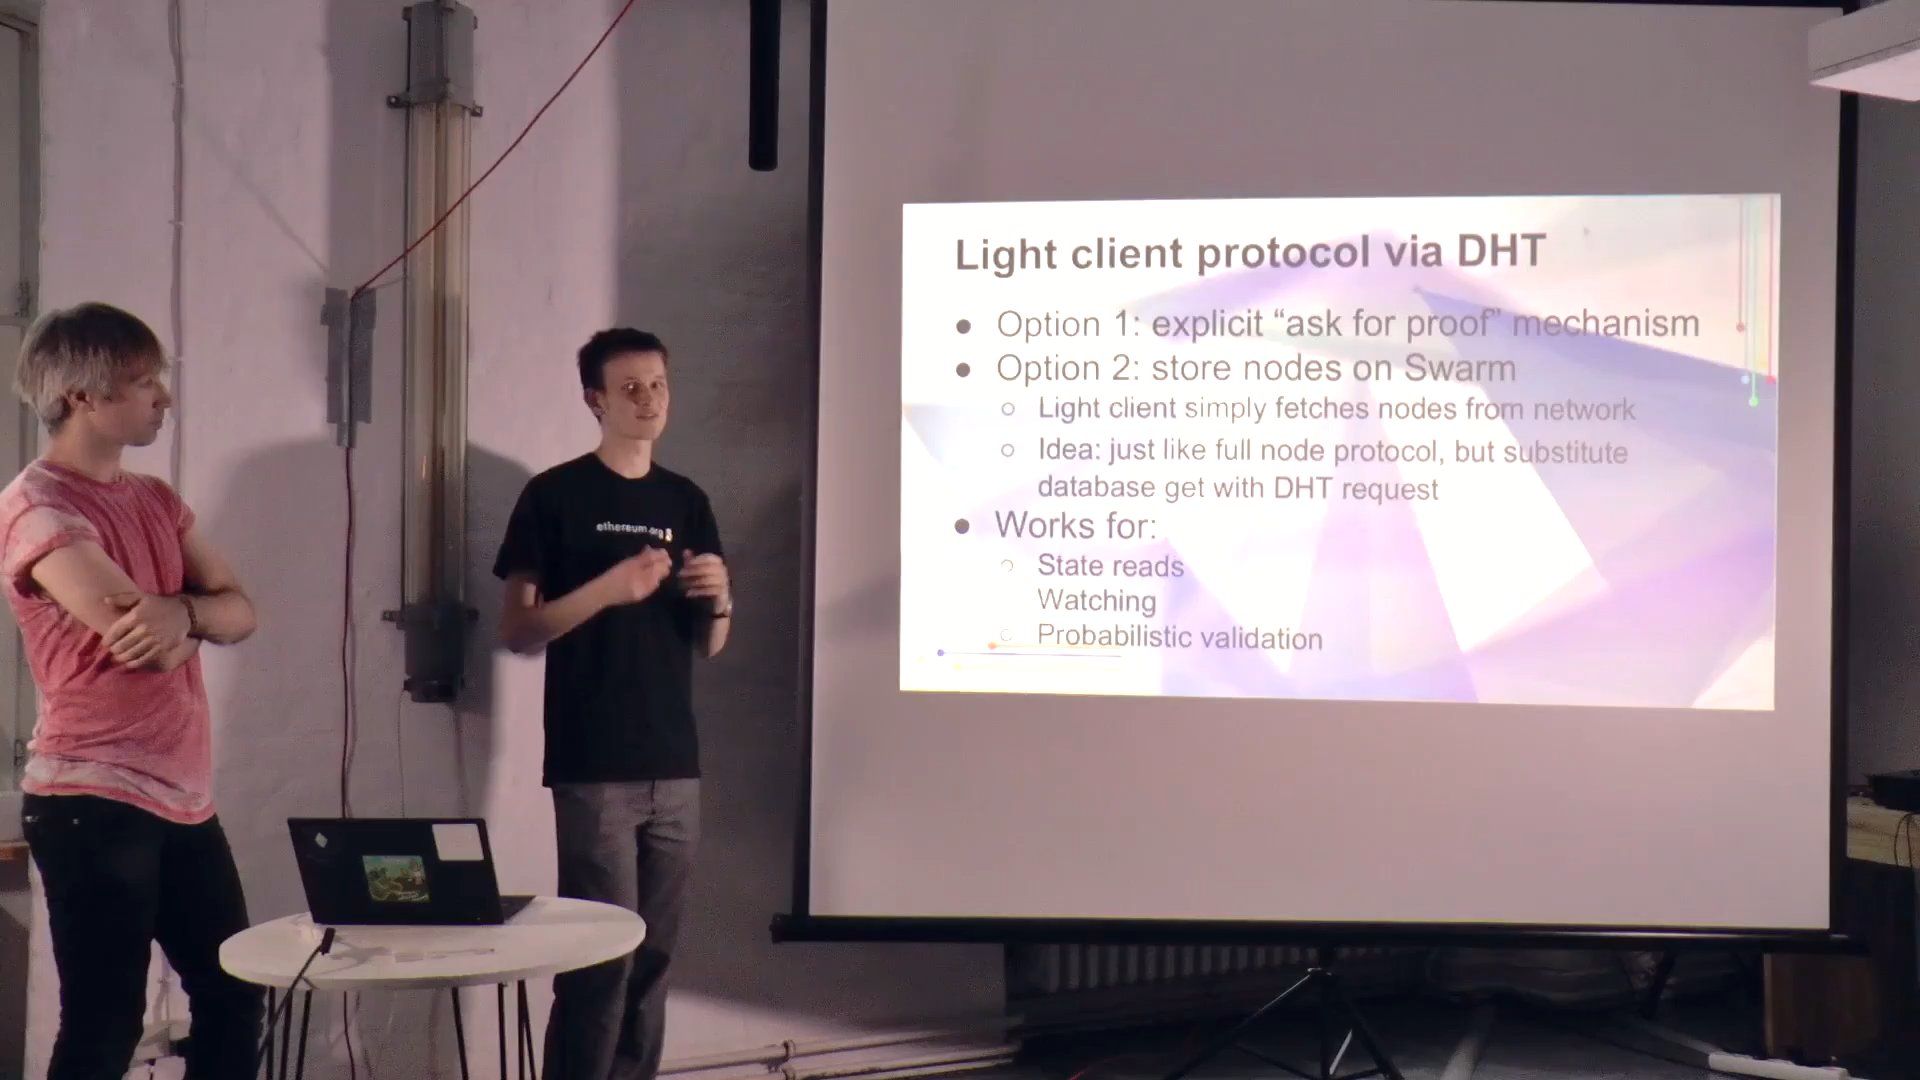 Light client protocol via DHT
● Option 1: explicit “ask for proof” mechanism
● Option 2: store nodes on Swarm
○ Light client simply fetches nodes from network
○ Idea: just like full node protocol, but substitute
database get with DHT request
● Works for:
○ State reads
Watching
○ Probabilistic validation
ethereum.org